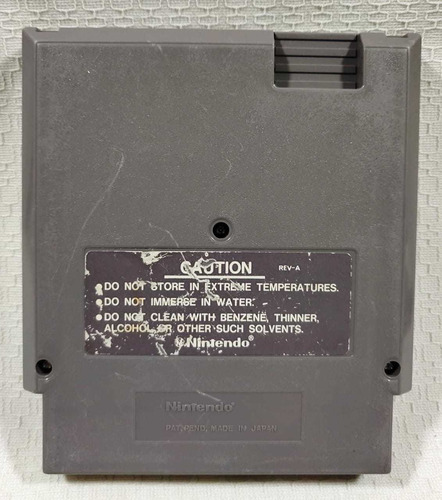 CAUTION REV-A
• DO NOT STORE IN EXTREME TEMPERATURES.
• DO NOT IMMERSE IN WATER.
• DO NOT CLEAN WITH BENZENE, THINNER,
ALCOHOL OR OTHER SUCH SOLVENTS.
Nintendo®
Nintendo®
PAT. PEND. MADE IN JAPAN